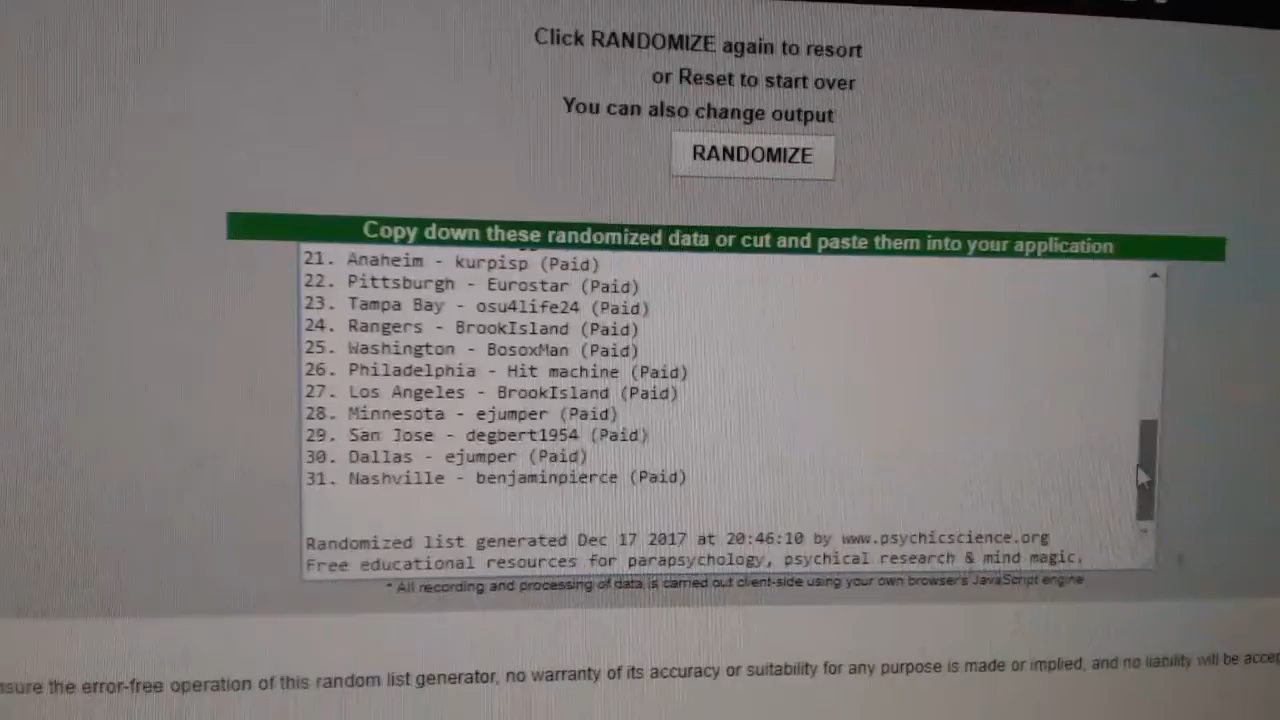 Click RANDOMIZE again to resort
or Reset to start over
You can also change output
RANDOMIZE
Copy down these randomized data or cut and paste them into your application
21. Anaheim - kurpisp (Paid)
22. Pittsburgh - Eurostar (Paid)
23. Tampa Bay - osu4life24 (Paid)
24. Rangers - BrookIsland (Paid)
25. Washington - BosoxMan (Paid)
26. Philadelphia - Hit machine (Paid)
27. Los Angeles - BrookIsland (Paid)
28. Minnesota - ejumper (Paid)
29. San Jose - degbert1954 (Paid)
30. Dallas - ejumper (Paid)
31. Nashville - benjaminpierce (Paid)
Randomized list generated Dec 17 2017 at 20:46:10 by www.psychicscience.org
Free educational resources for parapsychology, psychical research & mind magic.
* All recording and processing of data is carried out client-side using your own browser's JavaScript engine
the error-free operation of this random list generator, no warranty of its accuracy or suitability for any purpose is made or implied, and no liability will be